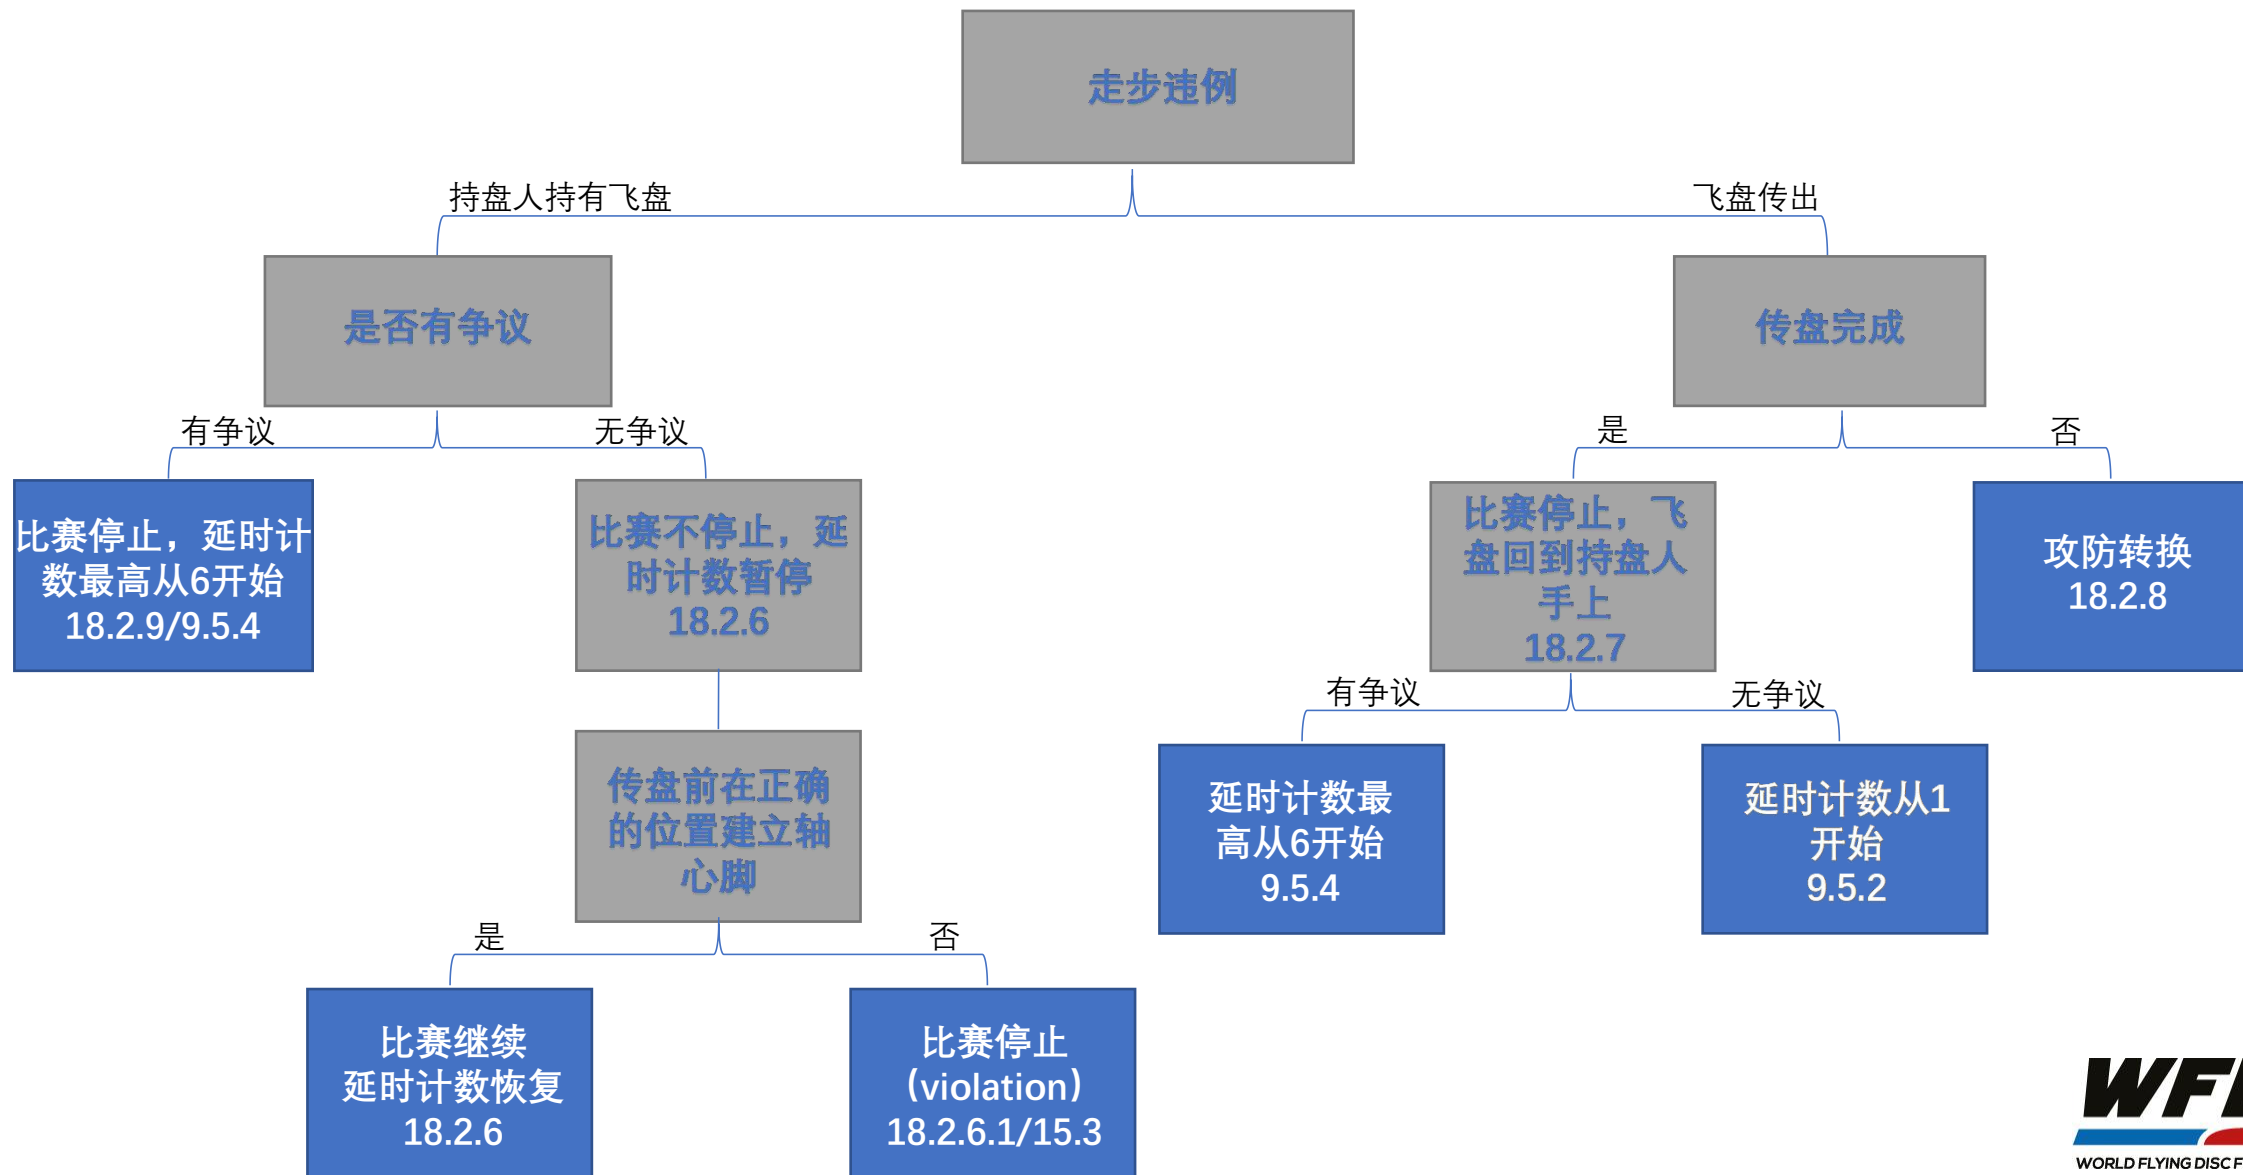 走步违例
持盘人持有飞盘
飞盘传出
是否有争议
传盘完成
有争议
无争议
是
否
比赛停止，延时计
数最高从6开始
18.2.9/9.5.4
比赛不停止，延
时计数暂停
18.2.6
比赛停止，飞
盘回到持盘人
手上
18.2.7
攻防转换
18.2.8
有争议
无争议
传盘前在正确
的位置建立轴
心脚
延时计数最
高从6开始
9.5.4
延时计数从1
开始
9.5.2
是
否
比赛继续
延时计数恢复
18.2.6
比赛停止
（violation）
18.2.6.1/15.3
WF
WORLD FLYING DISC F